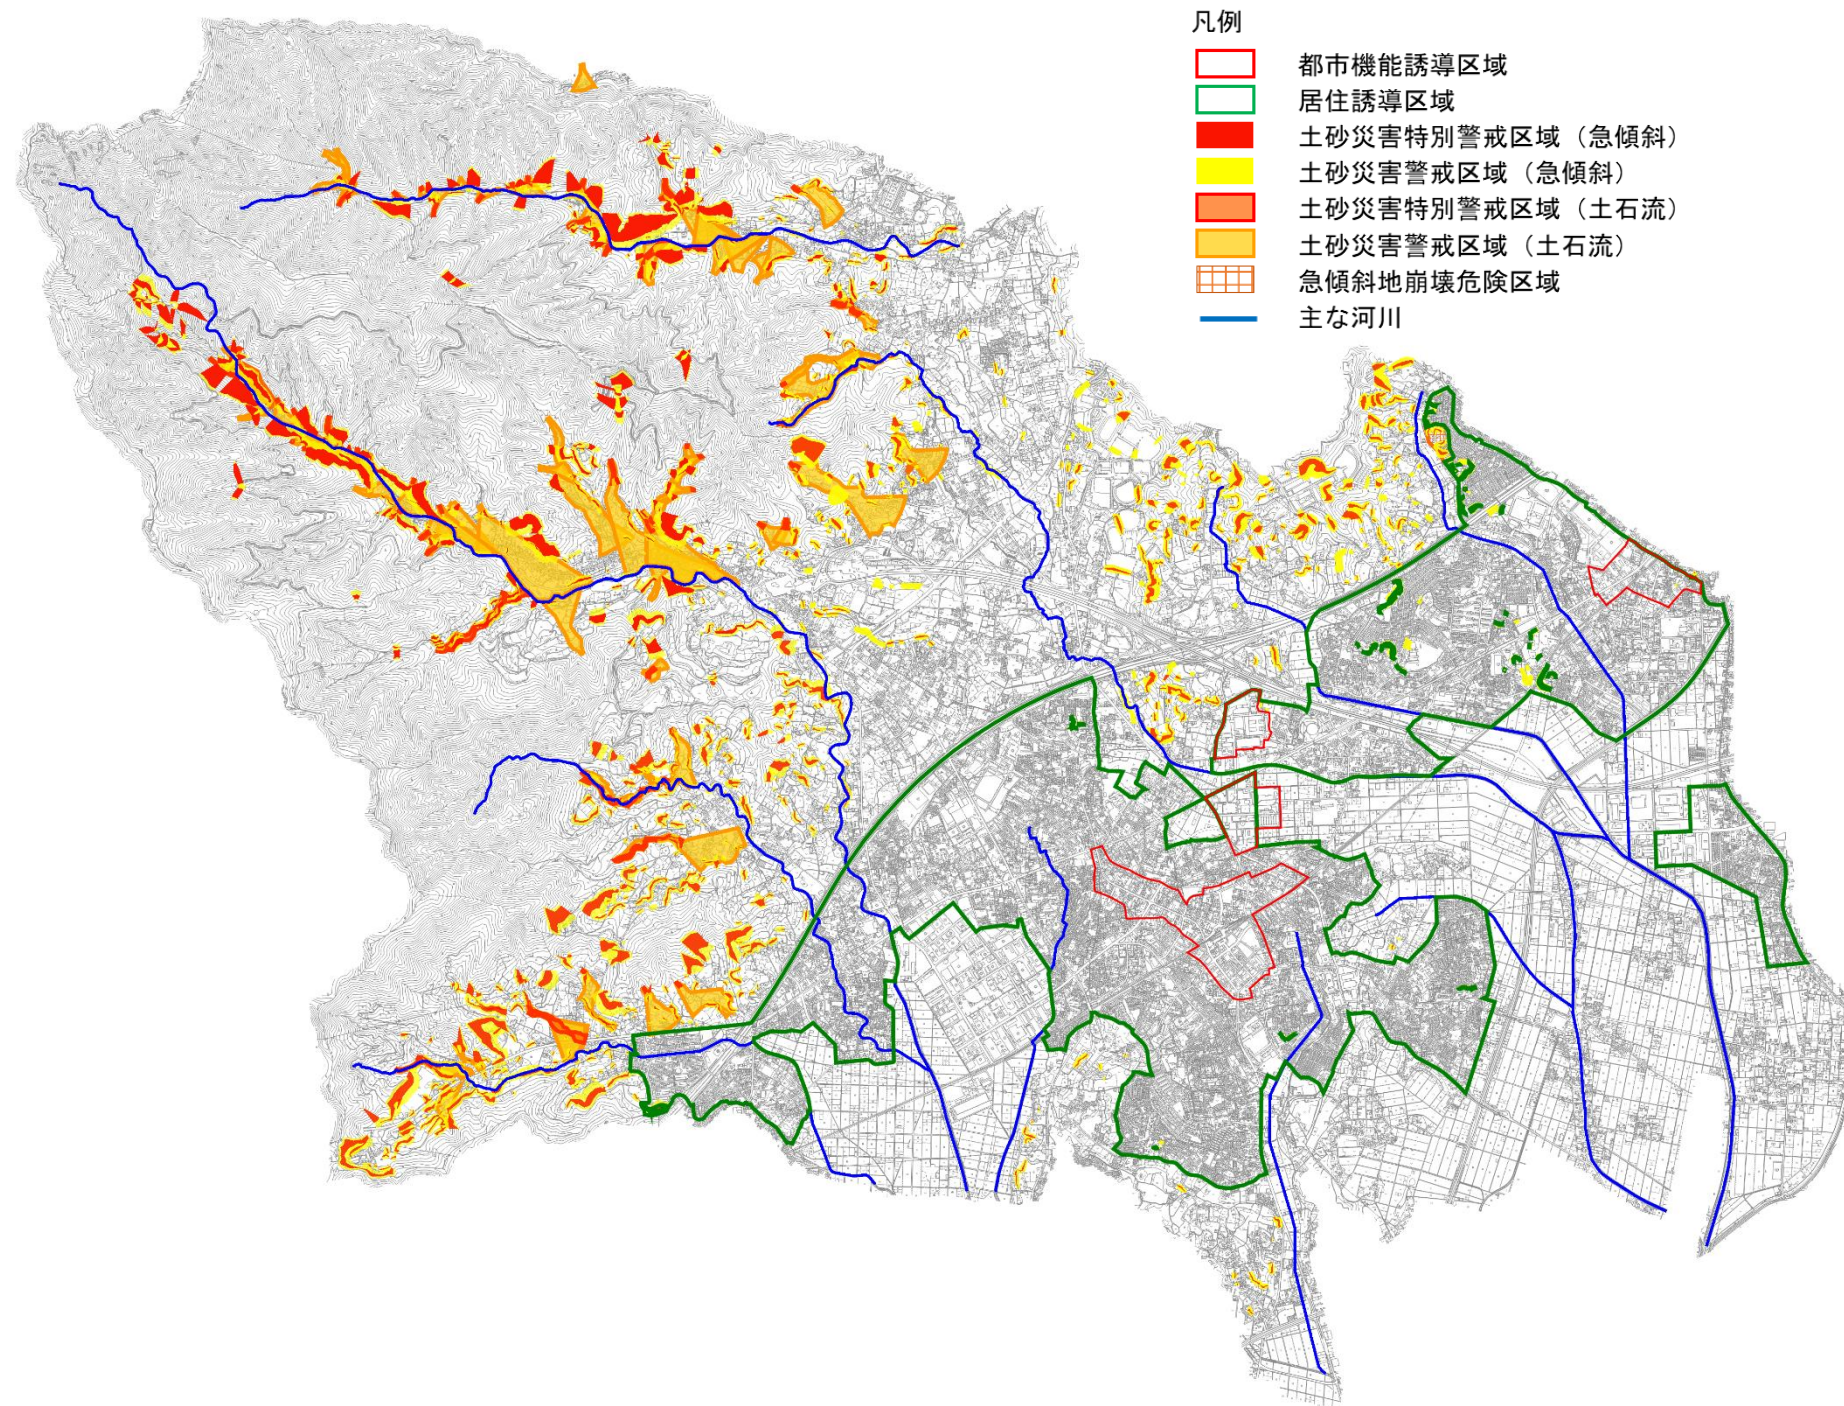 凡例
都市機能誘導区域
居住誘導区域
土砂災害特別警戒区域（急傾斜）
土砂災害警戒区域（急傾斜）
土砂災害特別警戒区域（土石流）
土砂災害警戒区域（土石流）
急傾斜地崩壊危険区域
主な河川